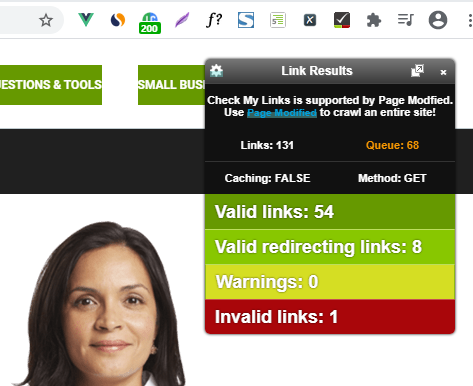 f?
S
X
200
UESTIONS & TOOLS
SMALL BUSI
Link Results
×
Check My Links is supported by Page Modfied.
Use Page Modified to crawl an entire site!
Links: 131
Queue: 68
Caching: FALSE
Method: GET
Valid links: 54
Valid redirecting links: 8
Warnings: 0
Invalid links: 1